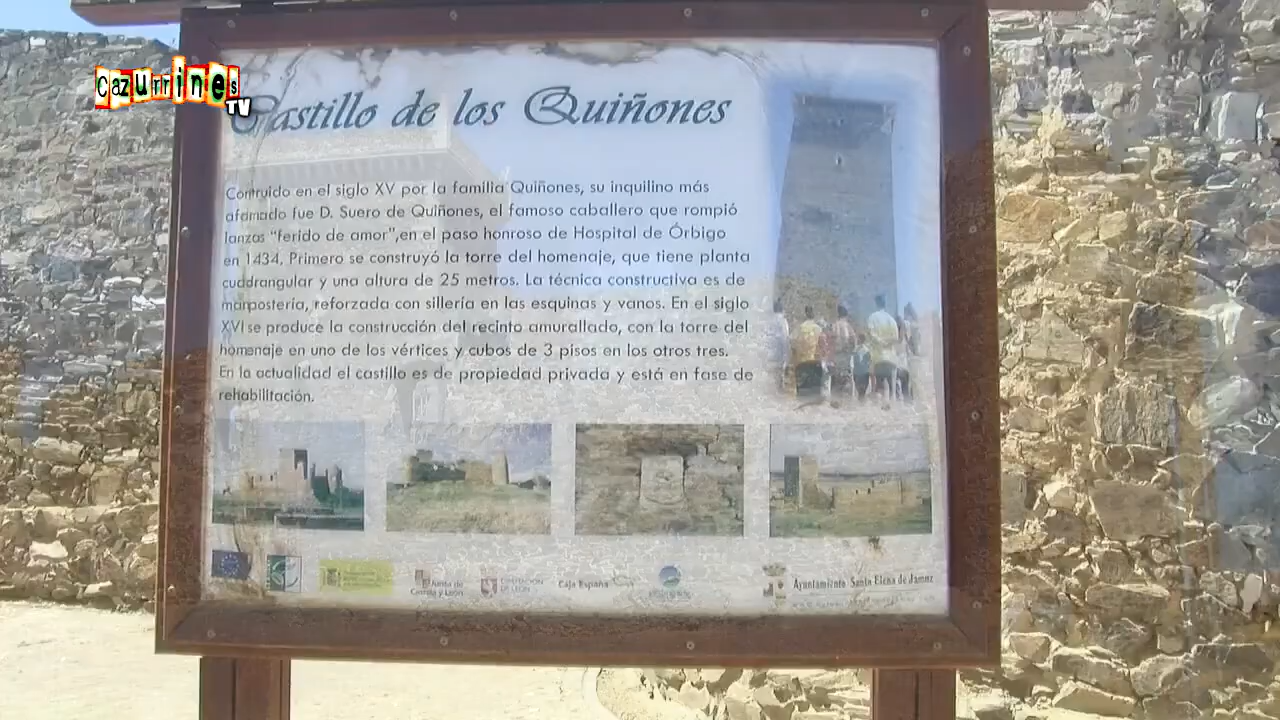 Cazurrines
TV
Castillo de los Quiñones
Contruido en el siglo XV por la familia Quiñones, su inquilino más
afamado fue D. Suero de Quiñones, el famoso caballero que rompió
lanzas "ferido de amor",en el paso honroso de Hospital de Órbigo
en 1434. Primero se construyó la torre del homenaje, que tiene planta
cuadrangular y una altura de 25 metros. La técnica constructiva es de
mampostería, reforzada con sillería en las esquinas y vanos. En el siglo
XVI se produce la construcción del recinto amurallado, con la torre del
homenaje en uno de los vértices y cubos de 3 pisos en los otros tres.
En la actualidad el castillo es de propiedad privada y está en fase de
rehabilitación.
Junta de
Castilla y León
DIPUTACIÓN
DE LEÓN
Caja España
Ayuntamiento Santa Elena de Jamuz